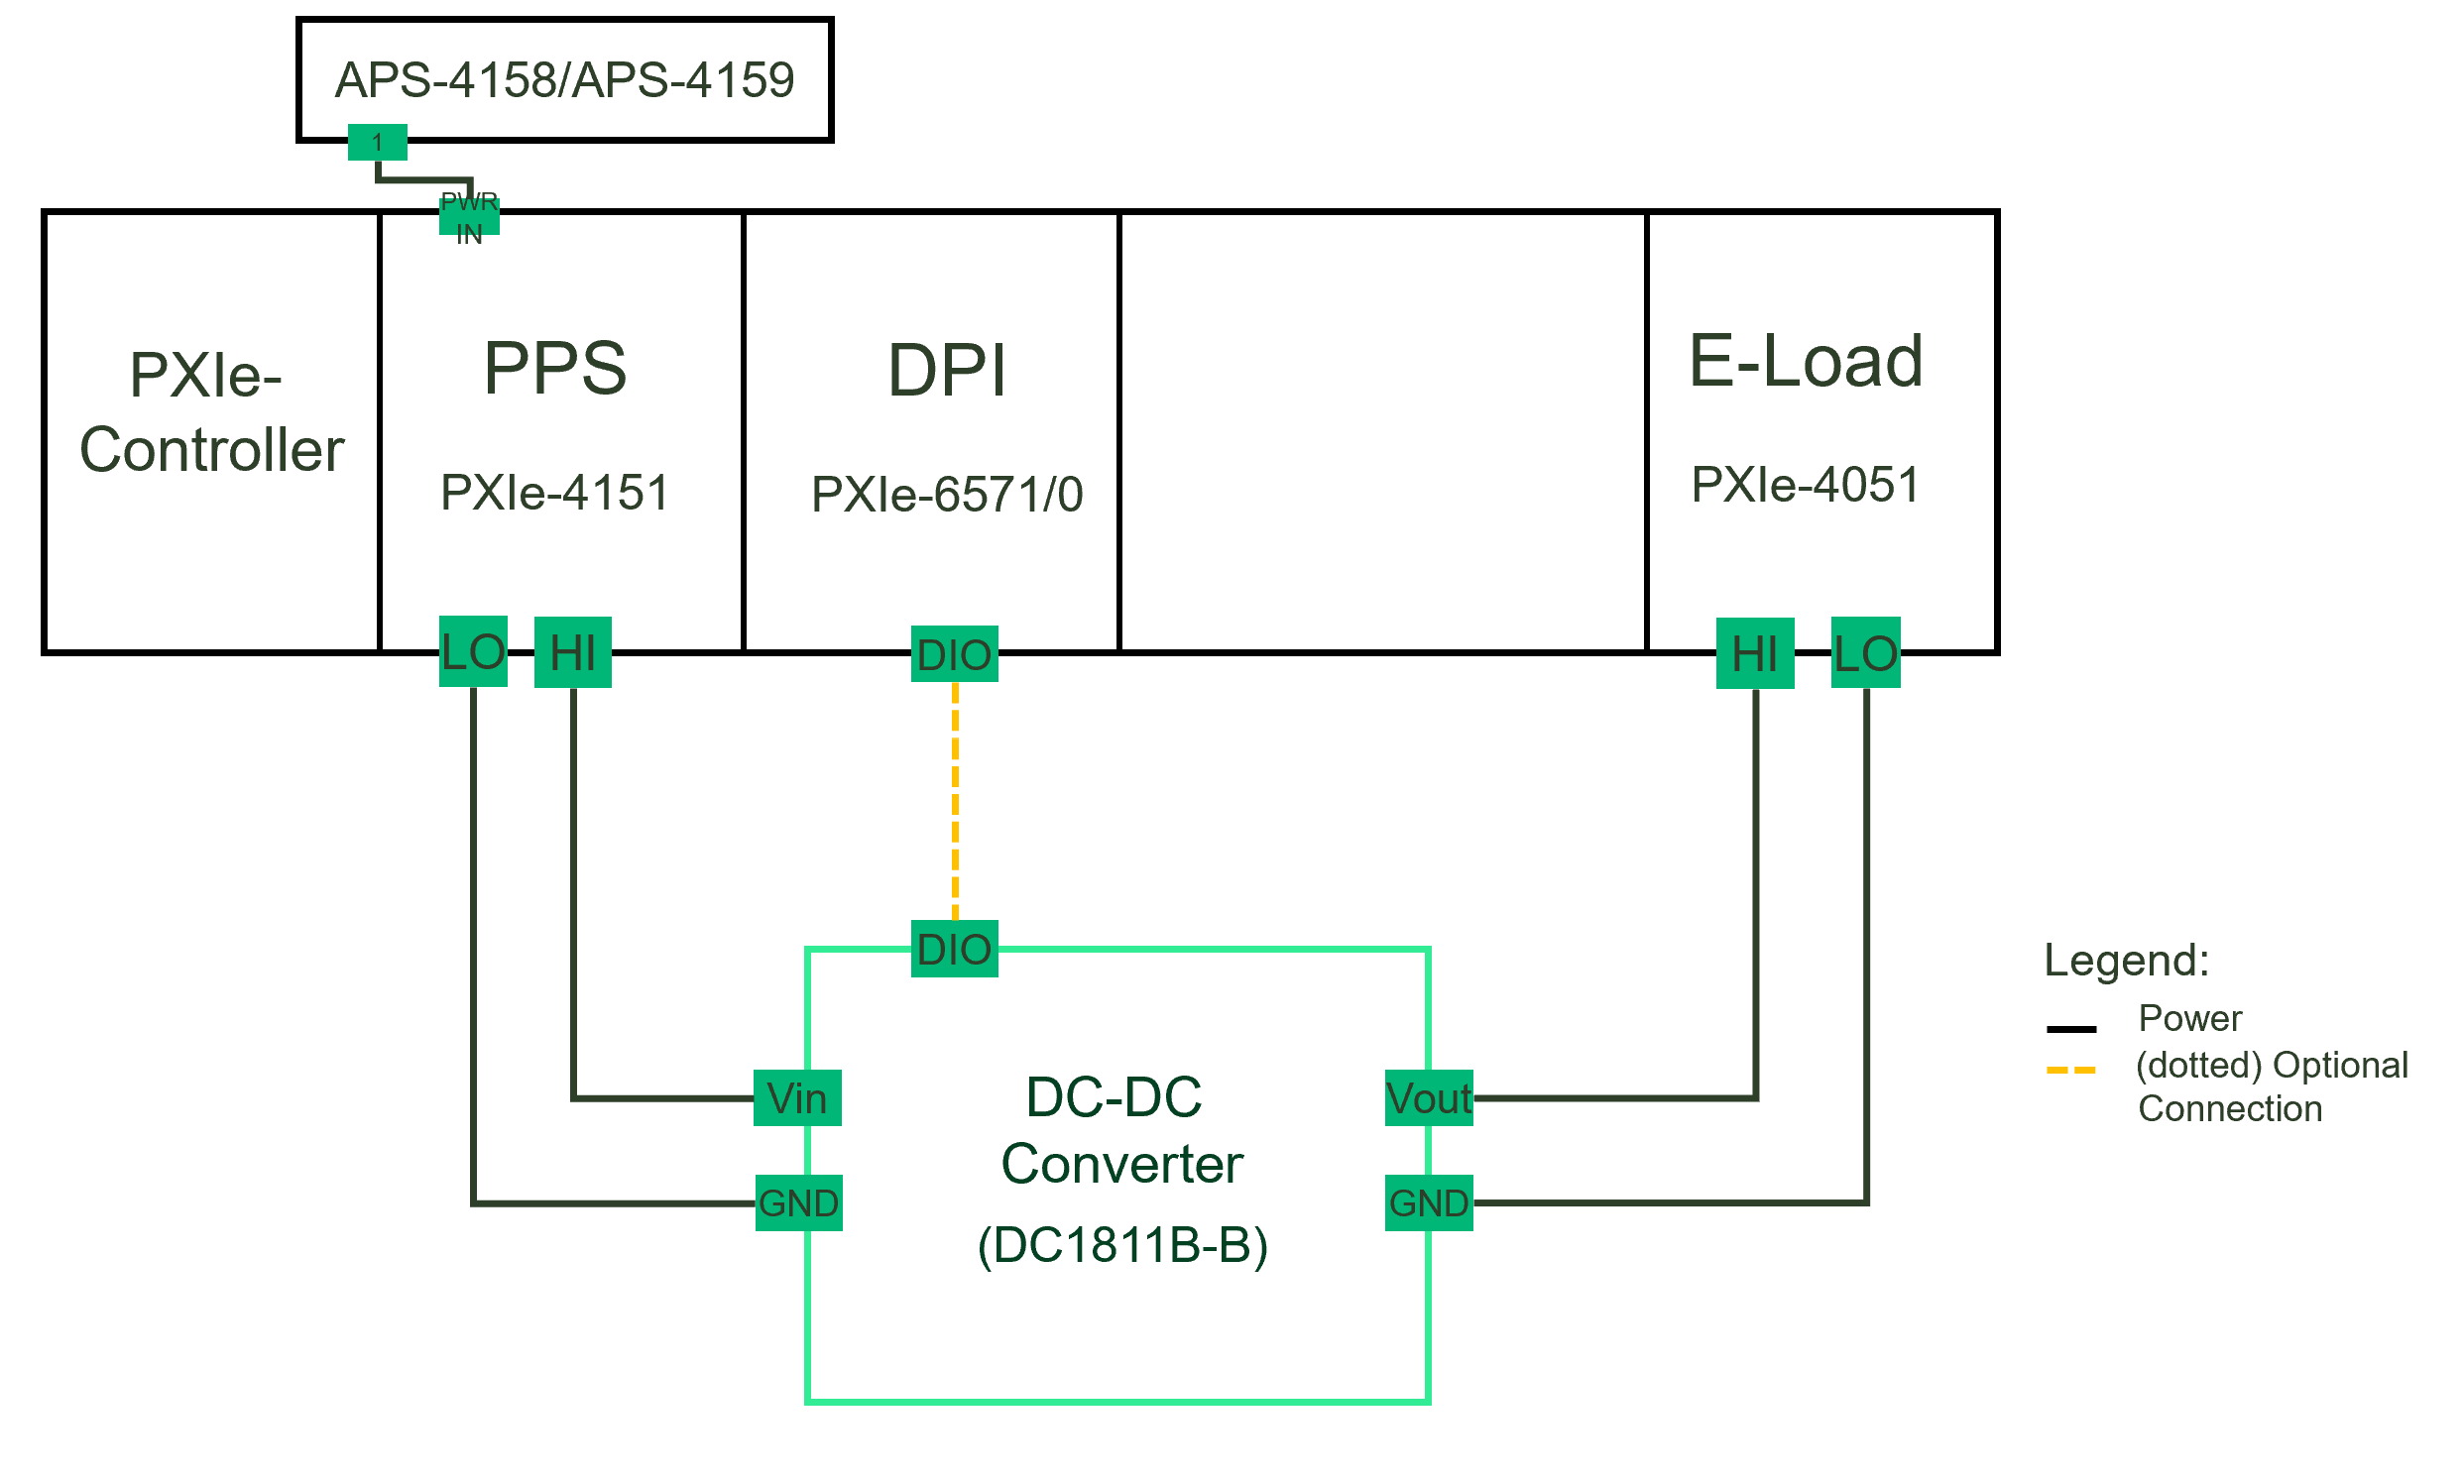 APS-4158/APS-4159
1
PWR
IN
PXIe-
Controller
PPS
PXIe-4151
DPI
PXIe-6571/0
E-Load
PXIe-4051
LO
HI
DIO
HI
LO
DIO
Vin
GND
DC-DC
Converter
(DC1811B-B)
Vout
GND
Legend:
Power
(dotted) Optional
Connection